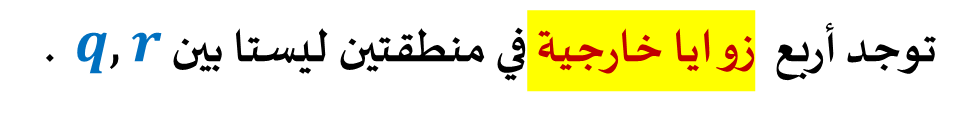 توجد أربع زوايا خارجية في منطقتين ليستا بين q, r .